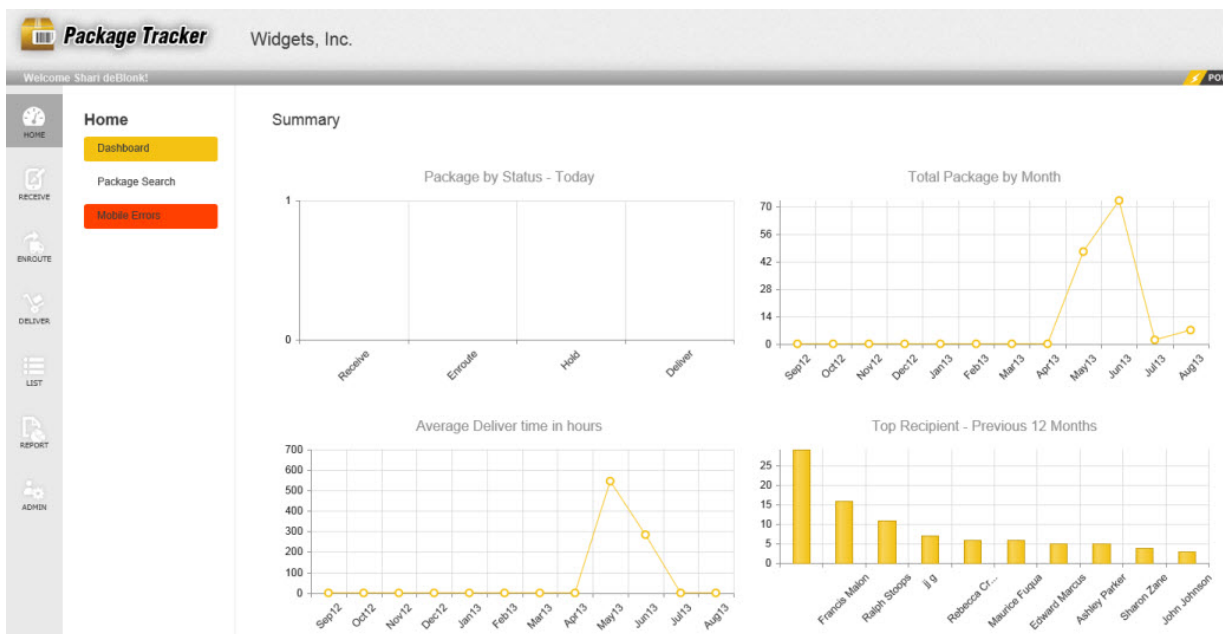 Package Tracker
Widgets, Inc.
Welcome Shari deBlonk!
HOME
RECEIVE
ENROUTE
DELIVER
LIST
REPORT
ADMIN
Home
Dashboard
Package Search
Mobile Errors
Summary
Package by Status - Today
1
0
Receive Enroute Hold Deliver
Total Package by Month
70
56
42
28
14
0
Sep12 Oct12 Nov12 Dec12 Jan13 Feb13 Mar13 Apr13 May13 Jun13 Jul13 Aug13
Average Deliver time in hours
700
600
500
400
300
200
100
0
Sep12 Oct12 Nov12 Dec12 Jan13 Feb13 Mar13 Apr13 May13 Jun13 Jul13 Aug13
Top Recipient - Previous 12 Months
25
20
15
10
5
0
Francis Malon Ralph Stoops jj g Rebecca Cr... Maurice Fuqua Edward Marcus Ashley Parker Sharon Zane John Johnson